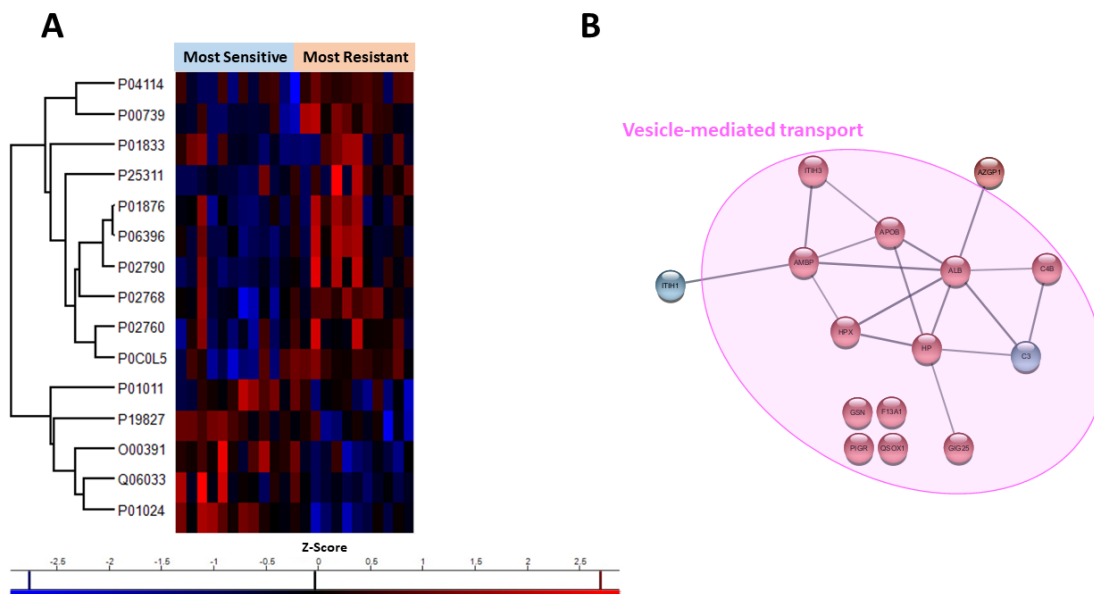 A
B
Most Sensitive Most Resistant
P04114
P00739
P01833
P25311
P01876
P06396
P02790
P02768
P02760
P0C0L5
P01011
P19827
O00391
Q06033
P01024
Z-Score
-2.5 -2 -1.5 -1 -0.5 0 0.5 1 1.5 2 2.5
Vesicle-mediated transport
ITIH3
AZGP1
APOB
AMBP
ALB
C4B
ITIH1
HPX
HP
C3
GSN
F13A1
PIGR
QSOX1
GIG25